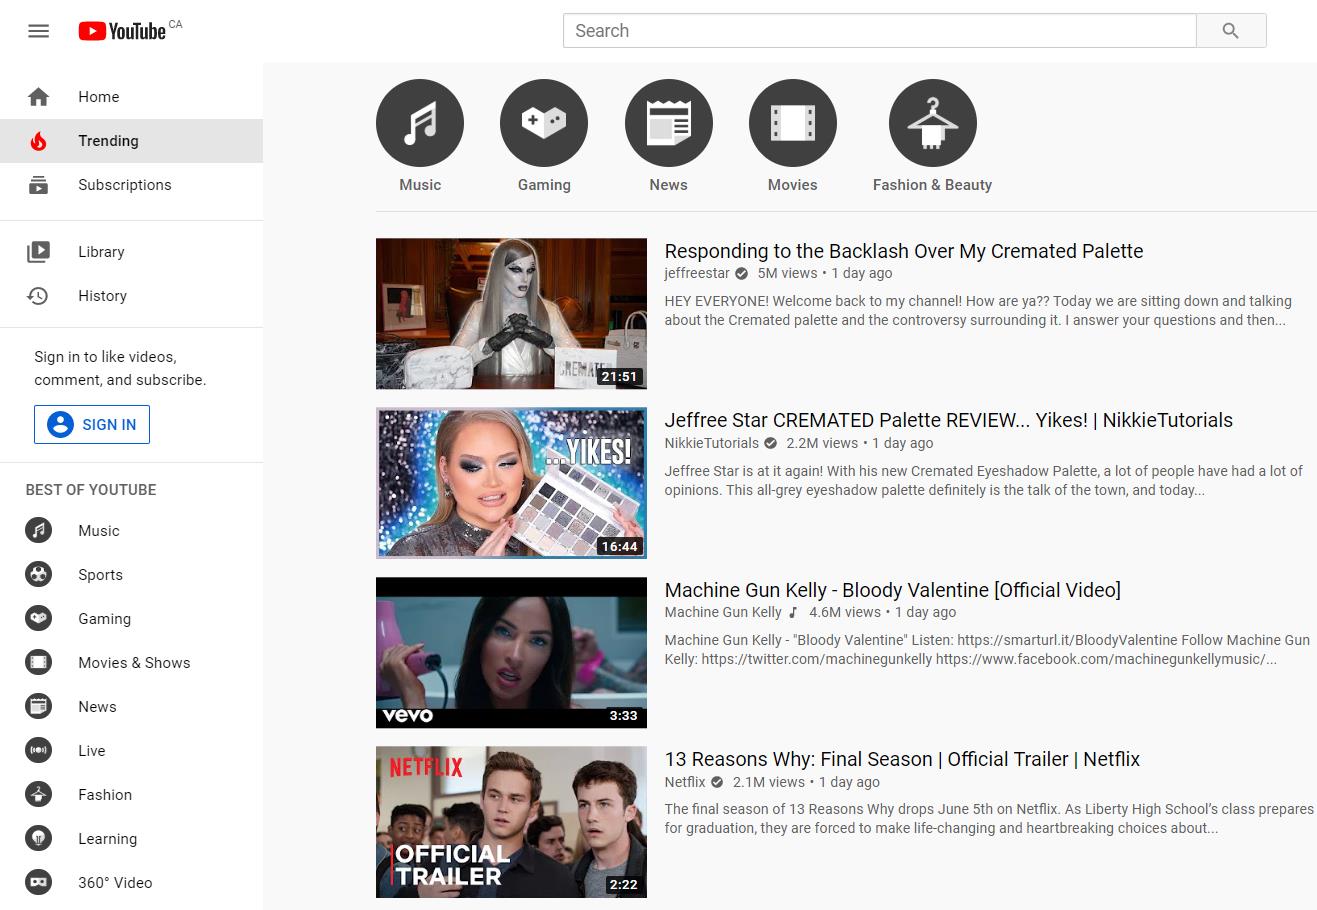 YouTube CA
Search
Home
Trending
Subscriptions
Library
History
Sign in to like videos,
comment, and subscribe.
SIGN IN
BEST OF YOUTUBE
Music
Sports
Gaming
Movies & Shows
News
Live
Fashion
Learning
360° Video
Music
Gaming
News
Movies
Fashion & Beauty
CREMATED
21:51
Responding to the Backlash Over My Cremated Palette
jeffreestar 5M views • 1 day ago
HEY EVERYONE! Welcome back to my channel! How are ya?? Today we are sitting down and talking
about the Cremated palette and the controversy surrounding it. I answer your questions and then...
...YIKES!
16:44
Jeffree Star CREMATED Palette REVIEW... Yikes! | NikkieTutorials
NikkieTutorials 2.2M views • 1 day ago
Jeffree Star is at it again! With his new Cremated Eyeshadow Palette, a lot of people have had a lot of
opinions. This all-grey eyeshadow palette definitely is the talk of the town, and today...
vevo
3:33
Machine Gun Kelly - Bloody Valentine [Official Video]
Machine Gun Kelly 4.6M views • 1 day ago
Machine Gun Kelly - "Bloody Valentine" Listen: https://smarturl.it/BloodyValentine Follow Machine Gun
Kelly: https://twitter.com/machinegunkelly https://www.facebook.com/machinegunkellymusic/...
NETFLIX
OFFICIAL
TRAILER
2:22
13 Reasons Why: Final Season | Official Trailer | Netflix
Netflix 2.1M views • 1 day ago
The final season of 13 Reasons Why drops June 5th on Netflix. As Liberty High School’s class prepares
for graduation, they are forced to make life-changing and heartbreaking choices about...